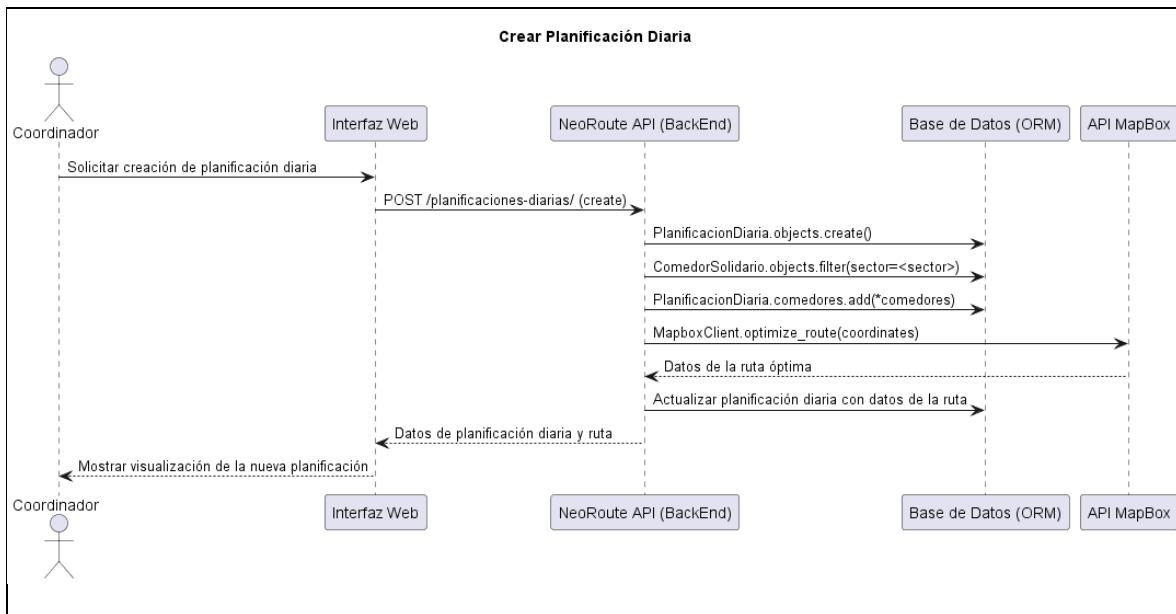 Crear Planificación Diaria
Coordinador
Interfaz Web
NeoRoute API (BackEnd)
Base de Datos (ORM)
API MapBox
Solicitar creación de planificación diaria
POST /planificaciones-diarias/ (create)
PlanificacionDiaria.objects.create()
ComedorSolidario.objects.filter(sector=<sector>)
PlanificacionDiaria.comedores.add(*comedores)
MapboxClient.optimize_route(coordinates)
Datos de la ruta óptima
Actualizar planificación diaria con datos de la ruta
Datos de planificación diaria y ruta
Mostrar visualización de la nueva planificación
Coordinador
Interfaz Web
NeoRoute API (BackEnd)
Base de Datos (ORM)
API MapBox